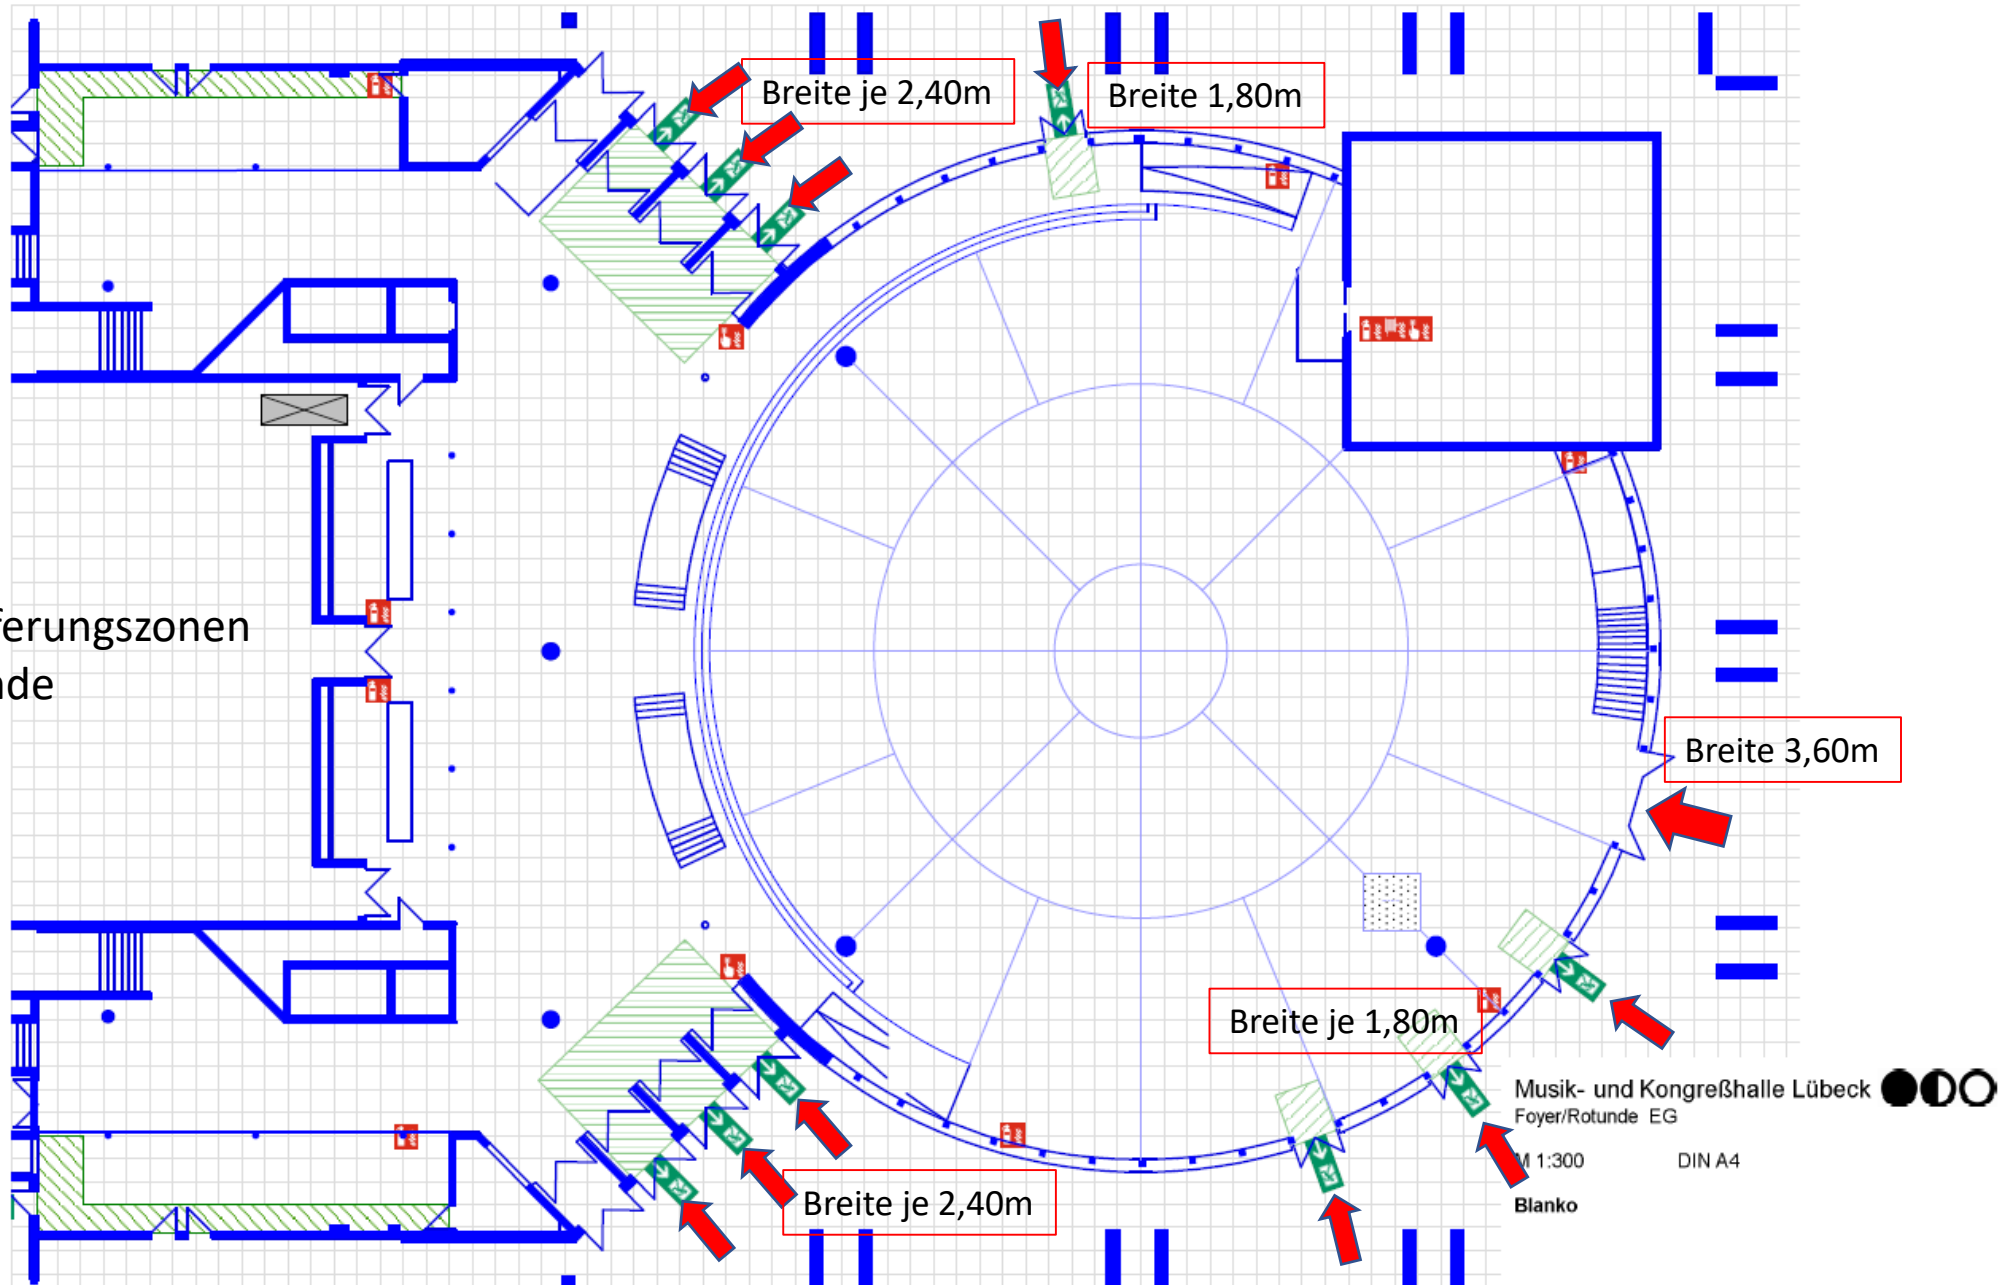 Breite je 2,40m
Breite 1,80m
ferungszonen
nde
Breite 3,60m
Breite je 1,80m
Musik- und Kongreßhalle Lübeck
Foyer/Rotunde EG
M 1:300 DIN A4
Blanko
Breite je 2,40m